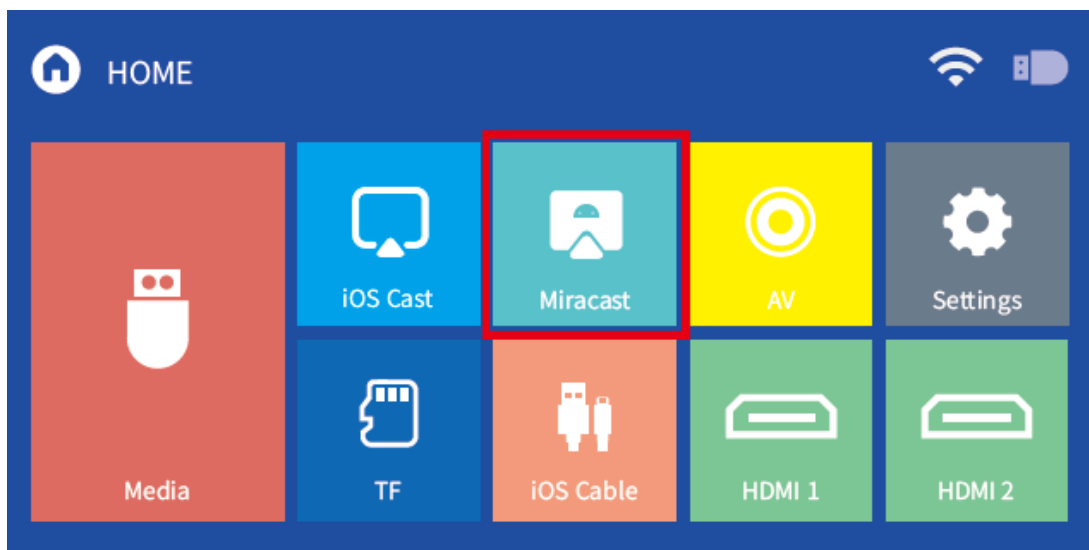 HOME
iOS Cast
Miracast
AV
Settings
Media
TF
iOS Cable
HDMI 1
HDMI 2